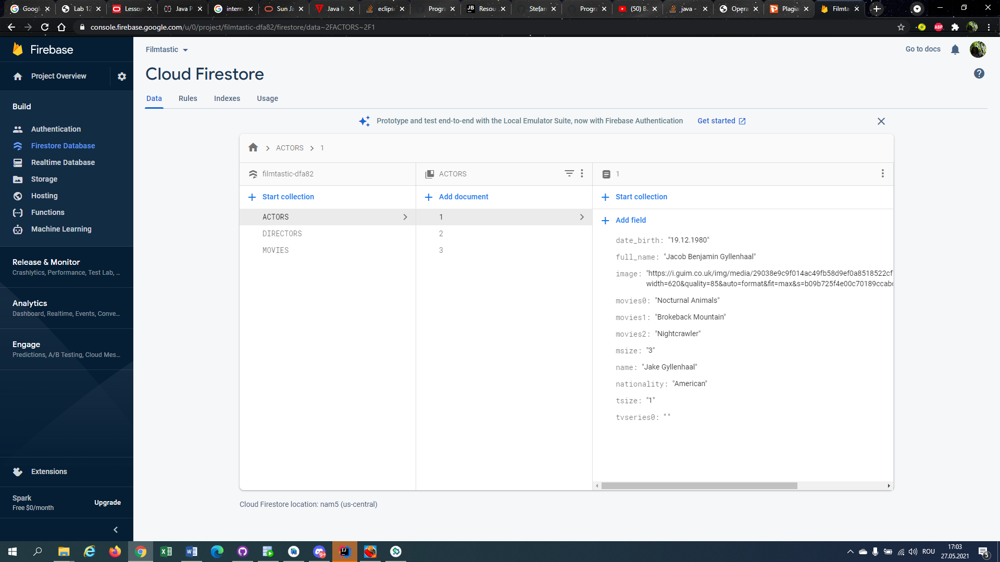 Googl
Lab 12
Lesson
Java P
intern
Sun Ja
Java In
eclips
Progra
Resou
Stefan
Progra
(50) B
java -
Opera
Plagia
Filmta
console.firebase.google.com/u/0/project/filmtastic-dfa82/firestore/data~2FACTORS~2F1
ABP
Firebase
Project Overview
Build
Authentication
Firestore Database
Realtime Database
Storage
Hosting
Functions
Machine Learning
Release & Monitor
Crashlytics, Performance, Test Lab, ...
Analytics
Dashboard, Realtime, Events, Conve...
Engage
Predictions, A/B Testing, Cloud Mes...
Extensions
Spark
Free $0/month
Upgrade
Filmtastic
Go to docs
Cloud Firestore
Data Rules Indexes Usage
Prototype and test end-to-end with the Local Emulator Suite, now with Firebase Authentication Get started
ACTORS 1
filmtastic-dfa82
Start collection
ACTORS
DIRECTORS
MOVIES
ACTORS
Add document
1
2
3
1
Start collection
Add field
date_birth: "19.12.1980"
full_name: "Jacob Benjamin Gyllenhaal"
image: "https://i.guim.co.uk/img/media/29038e9c9f014ac49fb58d9ef0a8518522cf
width=620&quality=85&auto=format&fit=max&s=b09b725f4e00c70189ccabc
movies0: "Nocturnal Animals"
movies1: "Brokeback Mountain"
movies2: "Nightcrawler"
msize: "3"
name: "Jake Gyllenhaal"
nationality: "American"
tsize: "1"
tvseries0: " "
Cloud Firestore location: nam5 (us-central)
9+
ROU
17:03
27.05.2021
5